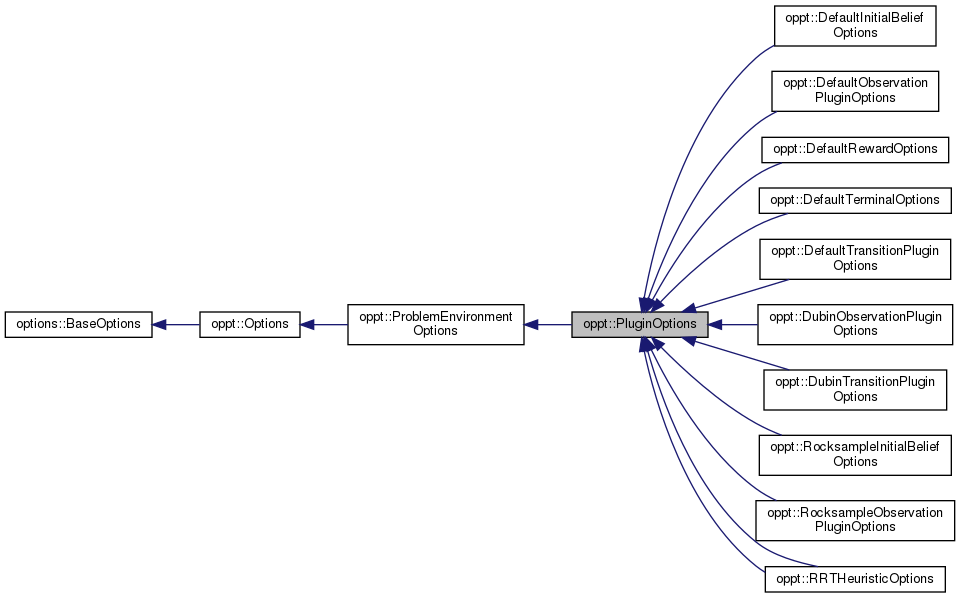 options::BaseOptions
oppt::Options
oppt::ProblemEnvironment
Options
oppt::PluginOptions
oppt::DefaultInitialBelief
Options
oppt::DefaultObservation
PluginOptions
oppt::DefaultRewardOptions
oppt::DefaultTerminalOptions
oppt::DefaultTransitionPlugin
Options
oppt::DubinObservationPlugin
Options
oppt::DubinTransitionPlugin
Options
oppt::RocksampleInitialBelief
Options
oppt::RocksampleObservation
PluginOptions
oppt::RRTHeuristicOptions